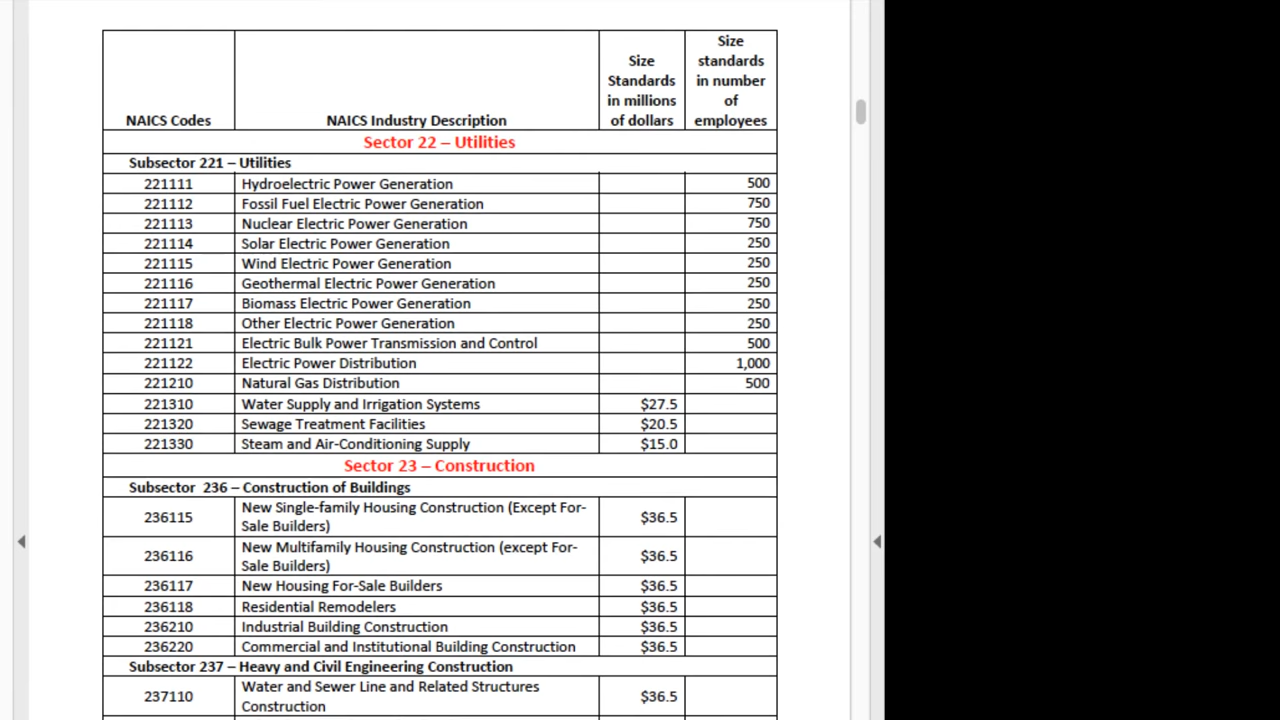 NAICS Codes
NAICS Industry Description
Size
Standards
in millions
of dollars
Size
standards
in number
of
employees
Sector 22 – Utilities
Subsector 221 – Utilities
221111 Hydroelectric Power Generation 500
221112 Fossil Fuel Electric Power Generation 750
221113 Nuclear Electric Power Generation 750
221114 Solar Electric Power Generation 250
221115 Wind Electric Power Generation 250
221116 Geothermal Electric Power Generation 250
221117 Biomass Electric Power Generation 250
221118 Other Electric Power Generation 250
221121 Electric Bulk Power Transmission and Control 500
221122 Electric Power Distribution 1,000
221210 Natural Gas Distribution 500
221310 Water Supply and Irrigation Systems $27.5
221320 Sewage Treatment Facilities $20.5
221330 Steam and Air-Conditioning Supply $15.0
Sector 23 – Construction
Subsector 236 – Construction of Buildings
236115 New Single-family Housing Construction (Except For-
Sale Builders) $36.5
236116 New Multifamily Housing Construction (except For-
Sale Builders) $36.5
236117 New Housing For-Sale Builders $36.5
236118 Residential Remodelers $36.5
236210 Industrial Building Construction $36.5
236220 Commercial and Institutional Building Construction $36.5
Subsector 237 – Heavy and Civil Engineering Construction
237110 Water and Sewer Line and Related Structures
Construction $36.5